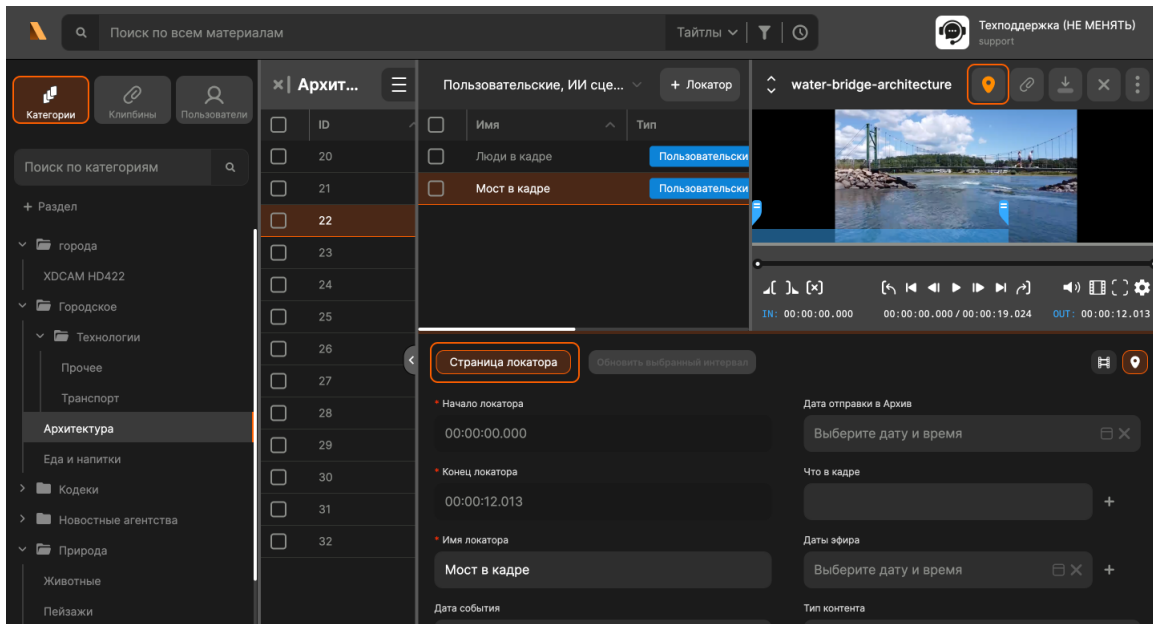 Поиск по всем материалам
Тайтлы
Техподдержка (НЕ МЕНЯТЬ)
support
Категории
Клипбины
Пользователи
Поиск по категориям
+ Раздел
города
XDCAM HD422
Городское
Технологии
Прочее
Транспорт
Архитектура
Еда и напитки
Кодеки
Новостные агентства
Природа
Животные
Пейзажи
Архит...
ID
20
21
22
23
24
25
26
27
28
29
30
31
32
Пользовательские, ИИ сце...
+ Локатор
Имя
Тип
Люди в кадре
Пользовательски
Мост в кадре
Пользовательски
water-bridge-architecture
IN: 00:00:00.000
00:00:00.000 / 00:00:19.024
OUT: 00:00:12.013
Страница локатора
Обновить выбранный интервал
* Начало локатора
00:00:00.000
* Конец локатора
00:00:12.013
* Имя локатора
Мост в кадре
Дата события
Дата отправки в Архив
Выберите дату и время
Что в кадре
Даты эфира
Выберите дату и время
Тип контента